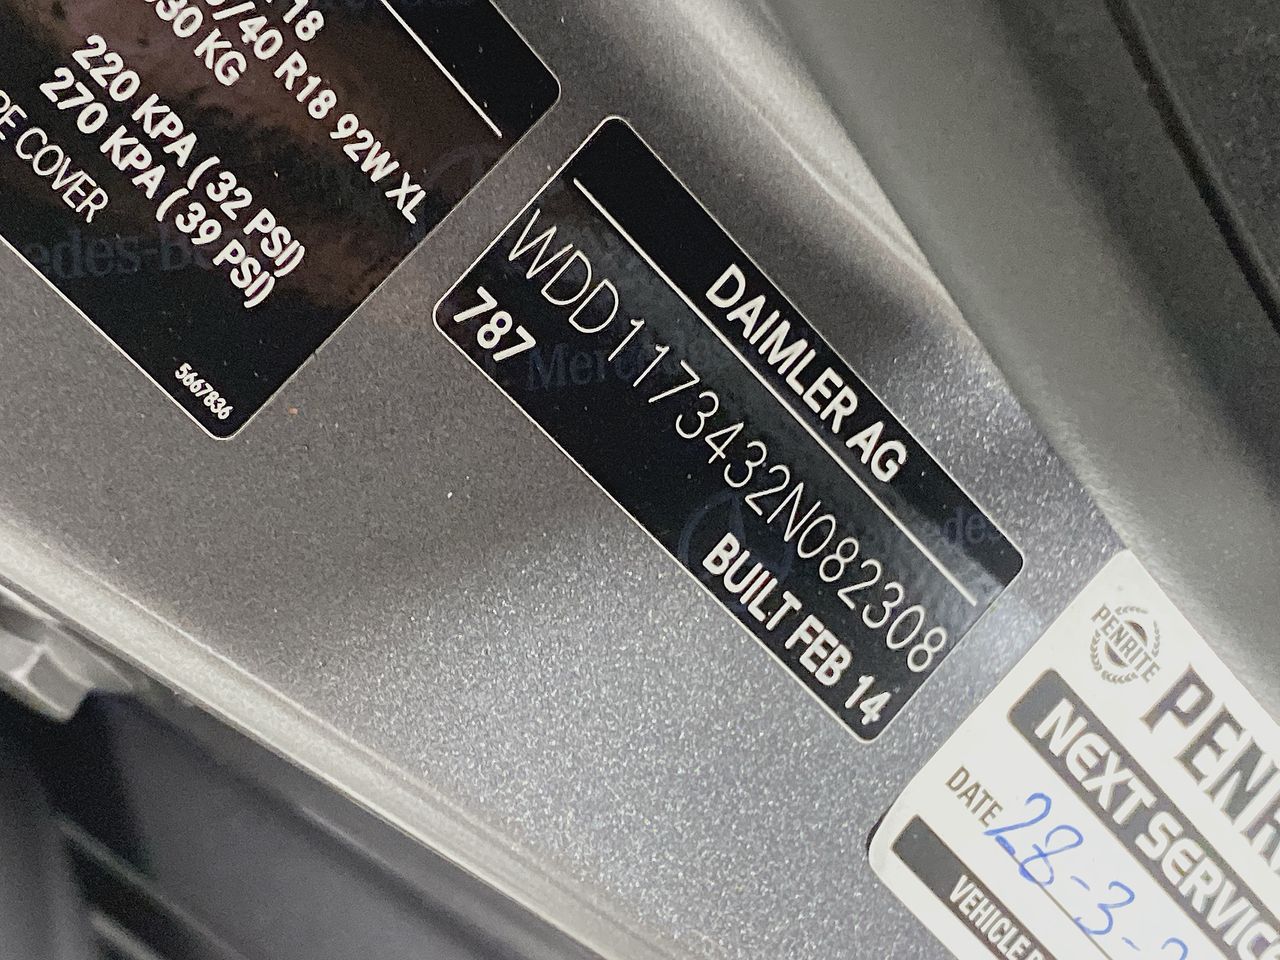 18
/40 R18 92W XL
30 KG
220 KPA ( 32 PSI)
270 KPA ( 39 PSI)
COVER
5667836
DAIMLER AG
WDD1173432N082308
787
BUILT FEB 14
PENRITE
NEXT SERVIC
DATE 28-3-
VEHICLE